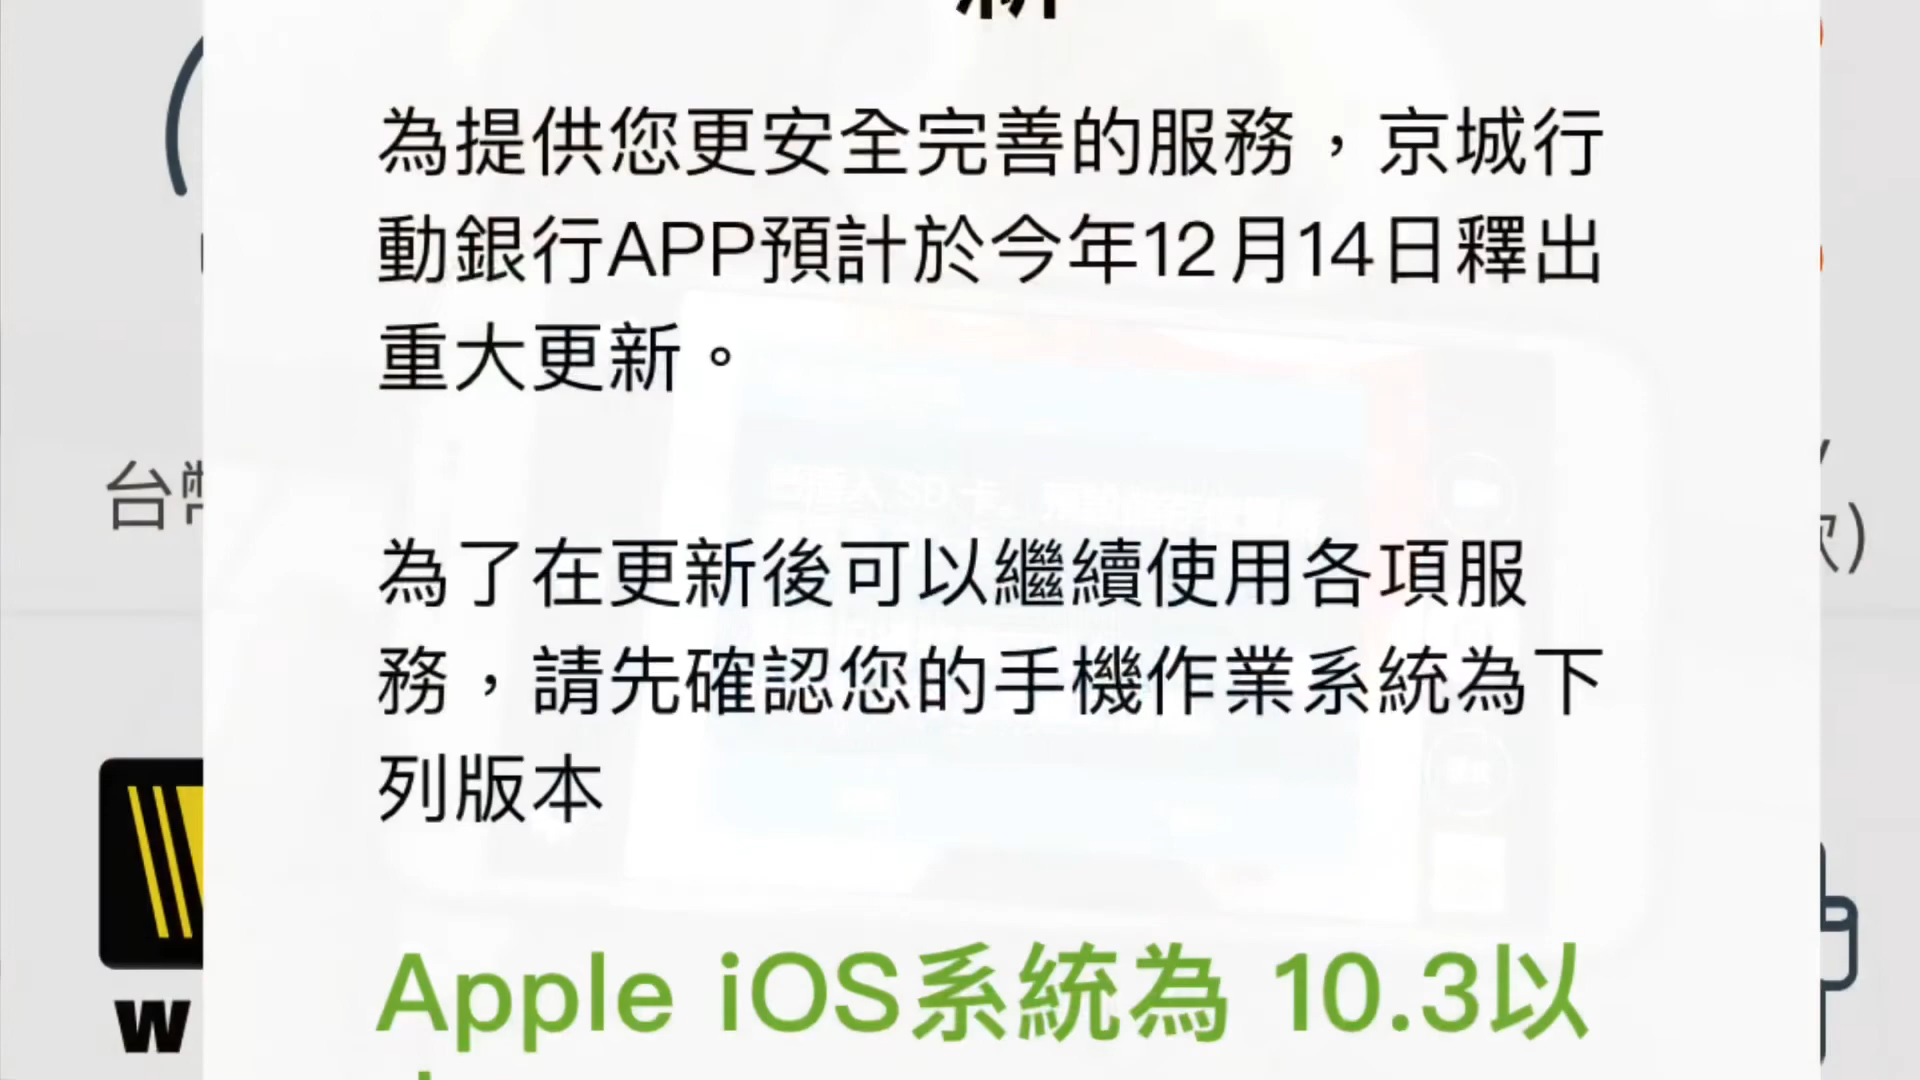 為提供您更安全完善的服務，京城行
動銀行APP預計於今年12月14日釋出
重大更新。
台幣
為了在更新後可以繼續使用各項服
務，請先確認您的手機作業系統為下
列版本
Apple iOS系統為 10.3以
W